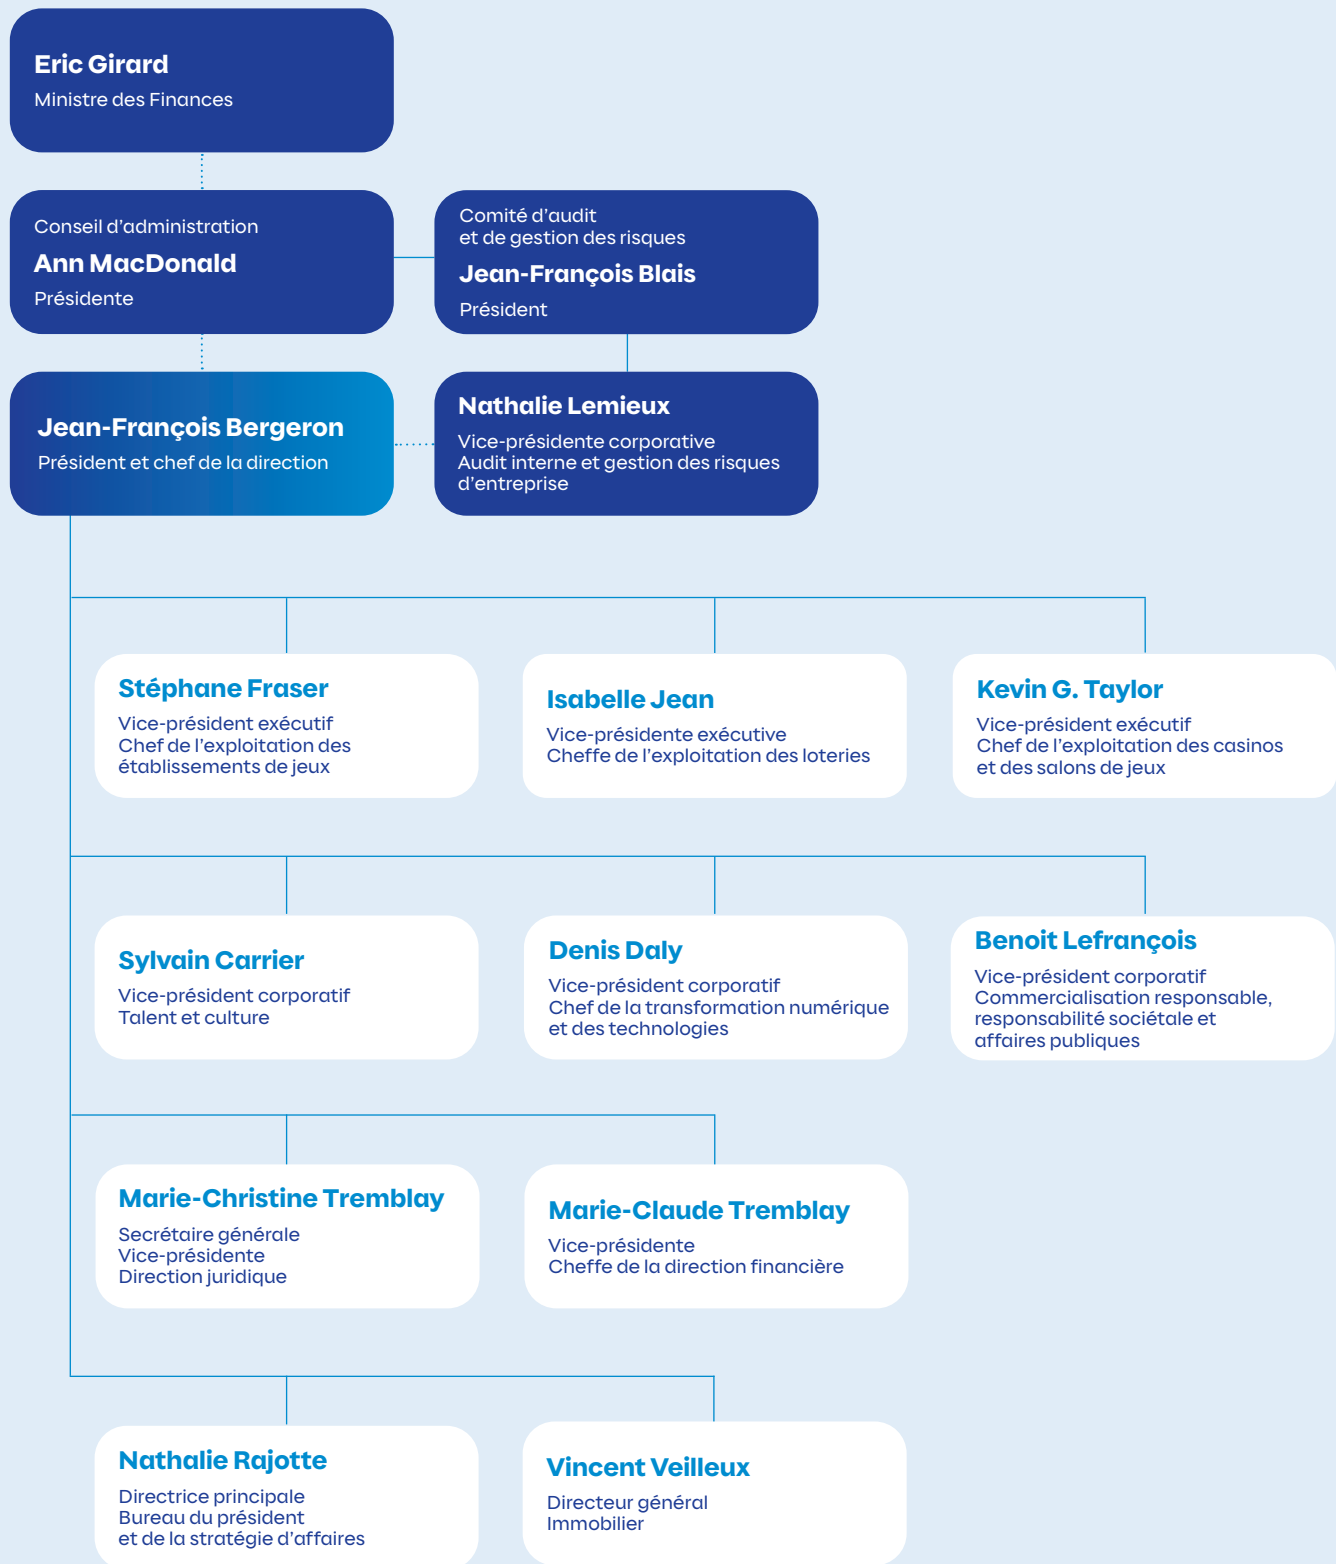 Eric Girard
Ministre des Finances
Conseil d'administration
Ann MacDonald
Présidente
Comité d'audit
et de gestion des risques
Jean-François Blais
Président
Jean-François Bergeron
Président et chef de la direction
Nathalie Lemieux
Vice-présidente corporative
Audit interne et gestion des risques
d'entreprise
Stéphane Fraser
Vice-président exécutif
Chef de l'exploitation des
établissements de jeux
Isabelle Jean
Vice-présidente exécutive
Cheffe de l'exploitation des loteries
Kevin G. Taylor
Vice-président exécutif
Chef de l'exploitation des casinos
et des salons de jeux
Sylvain Carrier
Vice-président corporatif
Talent et culture
Denis Daly
Vice-président corporatif
Chef de la transformation numérique
et des technologies
Benoit Lefrançois
Vice-président corporatif
Commercialisation responsable,
responsabilité sociétale et
affaires publiques
Marie-Christine Tremblay
Secrétaire générale
Vice-présidente
Direction juridique
Marie-Claude Tremblay
Vice-présidente
Cheffe de la direction financière
Nathalie Rajotte
Directrice principale
Bureau du président
et de la stratégie d'affaires
Vincent Veilleux
Directeur général
Immobilier